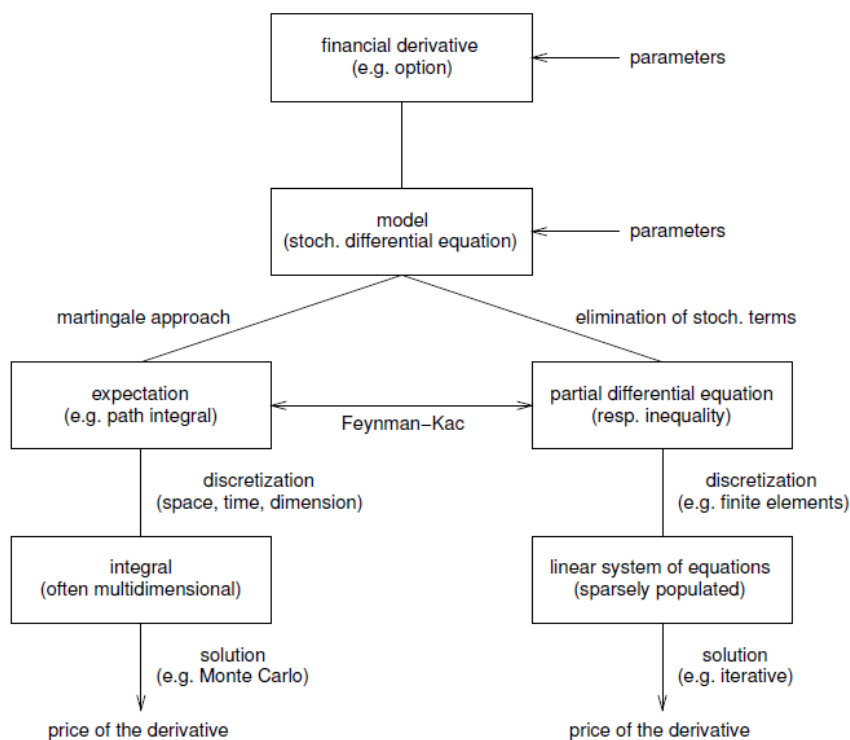 financial derivative
(e.g. option)
parameters
model
(stoch. differential equation)
parameters
martingale approach
elimination of stoch. terms
expectation
(e.g. path integral)
Feynman−Kac
partial differential equation
(resp. inequality)
discretization
(space, time, dimension)
discretization
(e.g. finite elements)
integral
(often multidimensional)
linear system of equations
(sparsely populated)
solution
(e.g. Monte Carlo)
solution
(e.g. iterative)
price of the derivative
price of the derivative